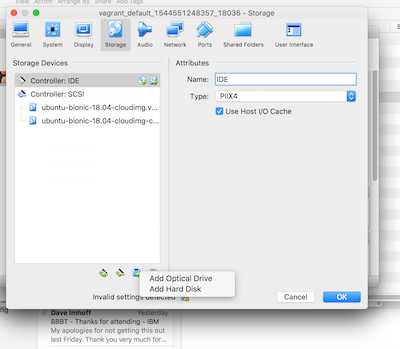 View Action Arrange By Share Add Tags
vagrant_default_1544551248357_18036 - Storage
General System Display Storage Audio Network Ports Shared Folders User Interface
Storage Devices
Attributes
Controller: IDE
Name: IDE
Controller: SCSI
Type: PIIX4
ubuntu-bionic-18.04-cloudimg.v...
Use Host I/O Cache
ubuntu-bionic-18.04-cloudimg-c...
Add Optical Drive
Add Hard Disk
Invalid settings detected
Cancel OK
Dave Imhoff
BBBT - Thanks for attending - IBM
My apologies for not getting this out
last Friday. Thank you very much for...